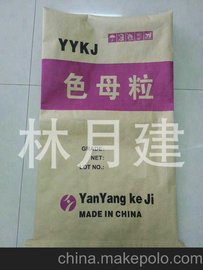 YYKJ
色母粒
林月建
GRADE:
NET:
LOT NO.:
YanYang ke Ji
MADE IN CHINA
china.makepolo.com